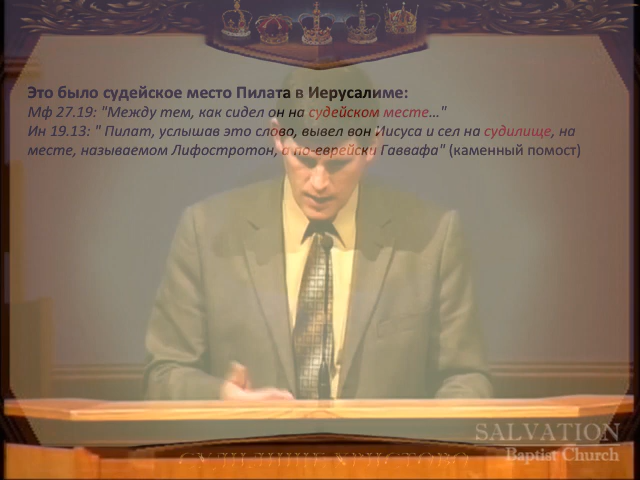 Это было судейское место Пилата в Иерусалиме:
Мф 27.19: "Между тем, как сидел он на судейском месте…"
Ин 19.13: " Пилат, услышав это слово, вывел вон Иисуса и сел на судилище, на
месте, называемом Лифостротон, а по-еврейски Гаввафа" (каменный помост)
SALVATION
Baptist Church
СУДИЛИЩЕ ХРИСТОВО